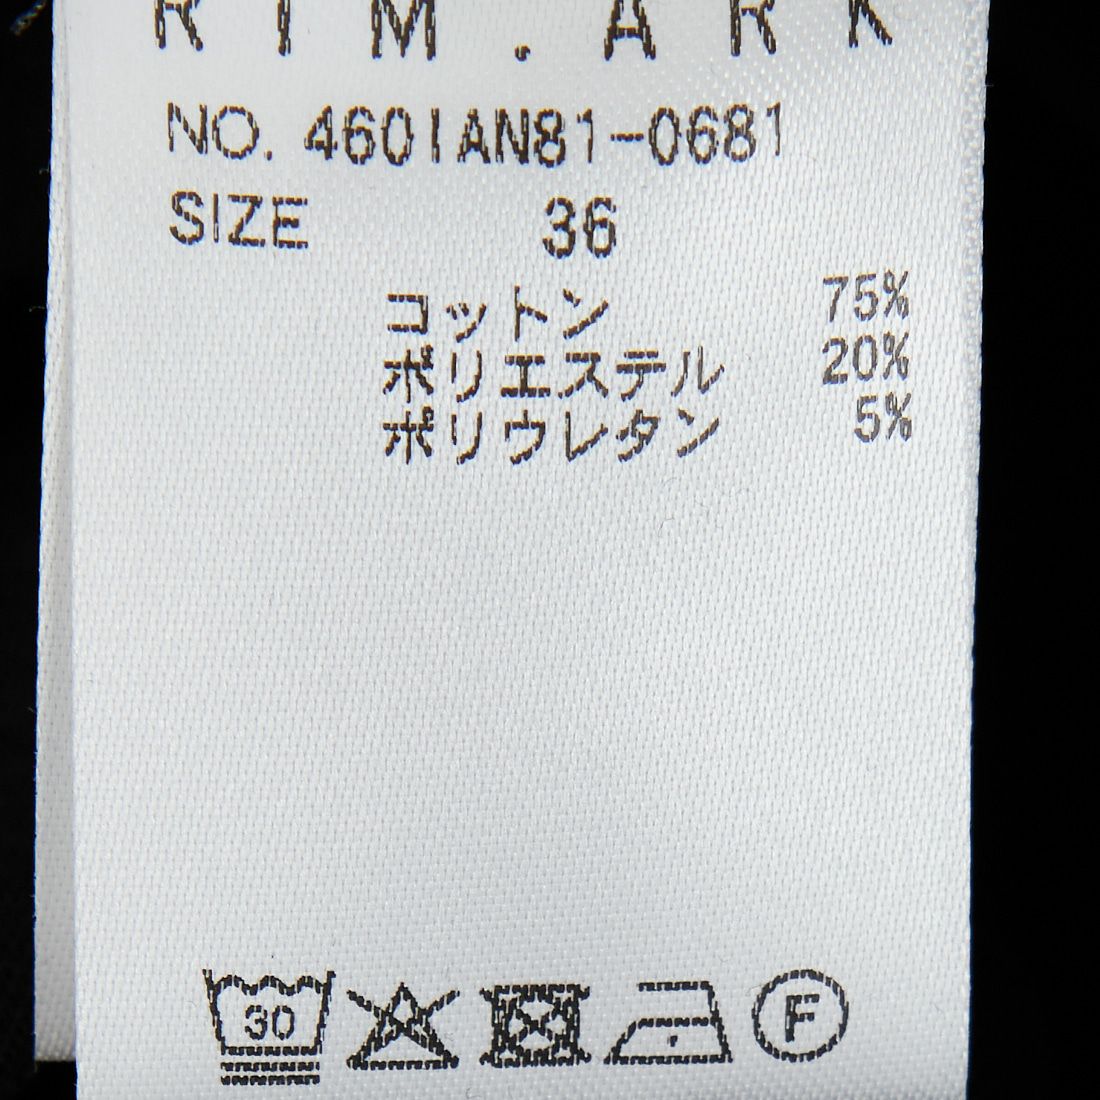 RIM.ARK
NO. 460IAN81-0681
SIZE 36
コットン 75%
ポリエステル 20%
ポリウレタン 5%
30
F